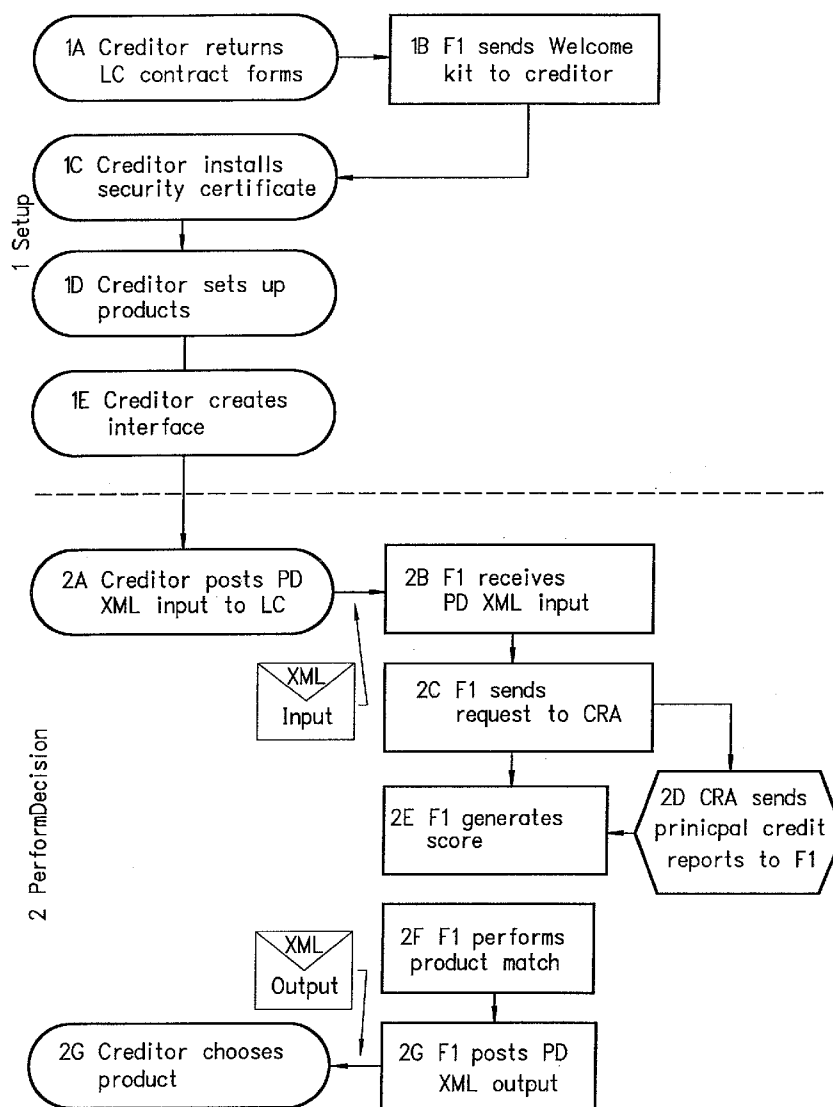 1A Creditor returns
LC contract forms
1B F1 sends Welcome
kit to creditor
1C Creditor installs
security certificate
1 Setup
1D Creditor sets up
products
1E Creditor creates
interface
2A Creditor posts PD
XML input to LC
2B F1 receives
PD XML input
XML
Input
2C F1 sends
request to CRA
2 PerformDecision
2D CRA sends
prinicpal credit
reports to F1
2E F1 generates
score
2F F1 performs
product match
XML
Output
2G Creditor chooses
product
2G F1 posts PD
XML output